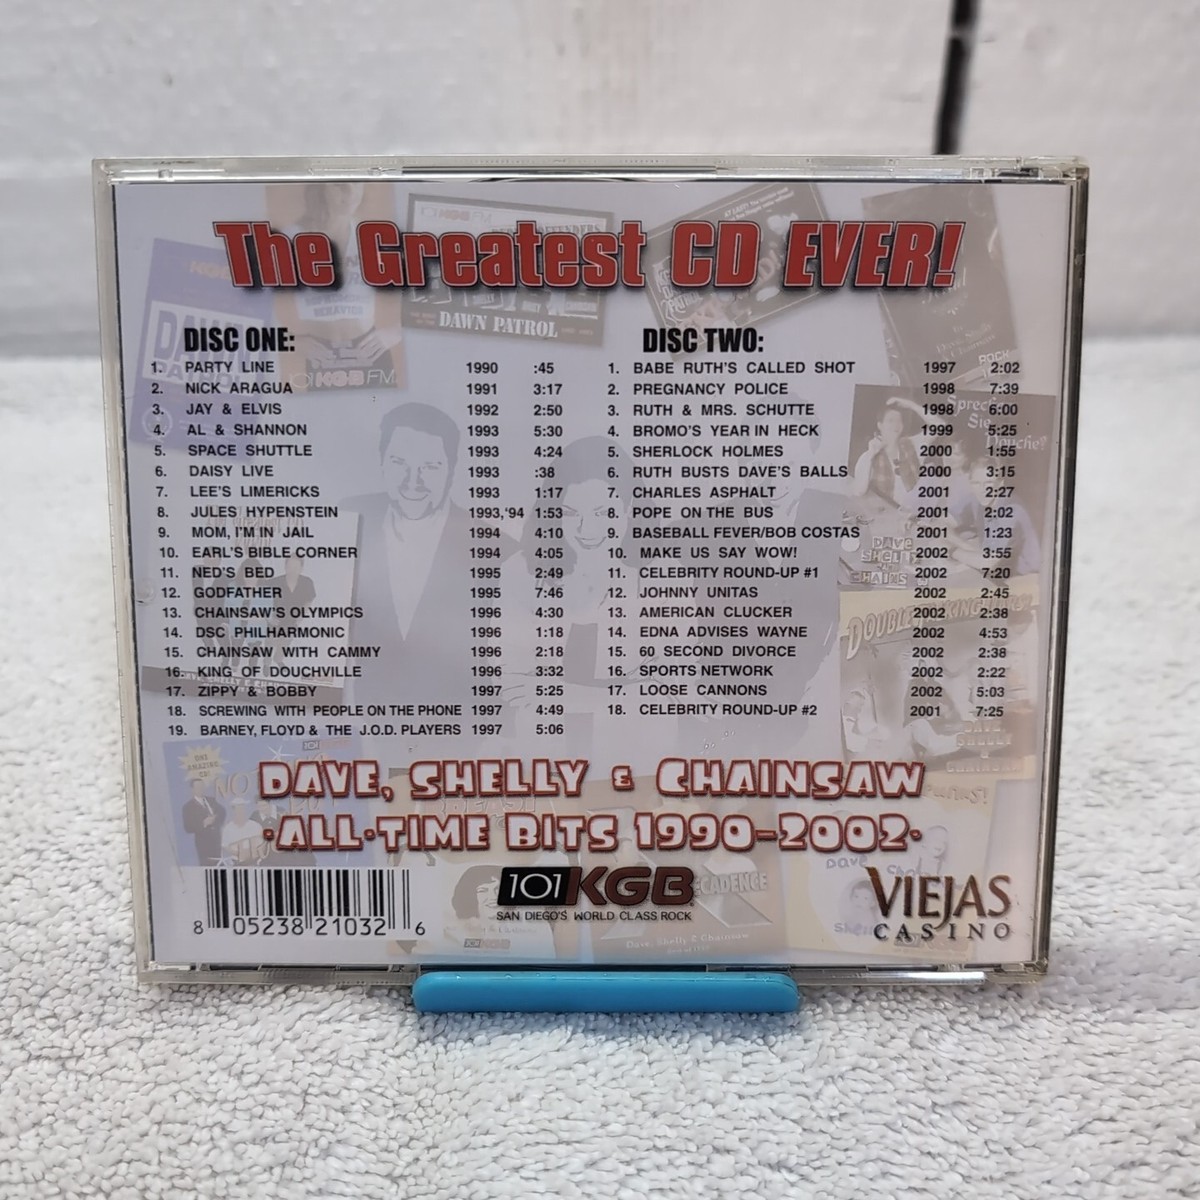 The Greatest CD EVER!
DAWN PATROL
DISC ONE:
1. PARTY LINE 1990 :45
2. NICK ARAGUA 1991 3:17
3. JAY & ELVIS 1992 2:50
4. AL & SHANNON 1993 5:30
5. SPACE SHUTTLE 1993 4:24
6. DAISY LIVE 1993 :38
7. LEE'S LIMERICKS 1993 1:17
8. JULES HYPENSTEIN 1993,'94 1:53
9. MOM, I'M IN JAIL 1994 4:10
10. EARL'S BIBLE CORNER 1994 4:05
11. NED'S BED 1995 2:49
12. GODFATHER 1995 7:46
13. CHAINSAW'S OLYMPICS 1996 4:30
14. DSC PHILHARMONIC 1996 1:18
15. CHAINSAW WITH CAMMY 1996 2:18
16. KING OF DOUCHVILLE 1996 3:32
17. ZIPPY & BOBBY 1997 5:25
18. SCREWING WITH PEOPLE ON THE PHONE 1997 4:49
19. BARNEY, FLOYD & THE J.O.D. PLAYERS 1997 5:06
DISC TWO:
1. BABE RUTH'S CALLED SHOT 1997 2:02
2. PREGNANCY POLICE 1998 7:39
3. RUTH & MRS. SCHUTTE 1998 6:00
4. BROMO'S YEAR IN HECK 1999 5:25
5. SHERLOCK HOLMES 2000 1:55
6. RUTH BUSTS DAVE'S BALLS 2000 3:15
7. CHARLES ASPHALT 2001 2:27
8. POPE ON THE BUS 2001 2:02
9. BASEBALL FEVER/BOB COSTAS 2001 1:23
10. MAKE US SAY WOW! 2002 3:55
11. CELEBRITY ROUND-UP #1 2002 7:20
12. JOHNNY UNITAS 2002 2:45
13. AMERICAN CLUCKER 2002 2:38
14. EDNA ADVISES WAYNE 2002 4:53
15. 60 SECOND DIVORCE 2002 2:38
16. SPORTS NETWORK 2002 2:22
17. LOOSE CANNONS 2002 5:03
18. CELEBRITY ROUND-UP #2 2001 7:25
DAVE, SHELLY & CHAINSAW
·ALL·TIME BITS 1990-2002·
8 05238 21032 6
101 KGB
SAN DIEGO'S WORLD CLASS ROCK
VIEJAS
CASINO